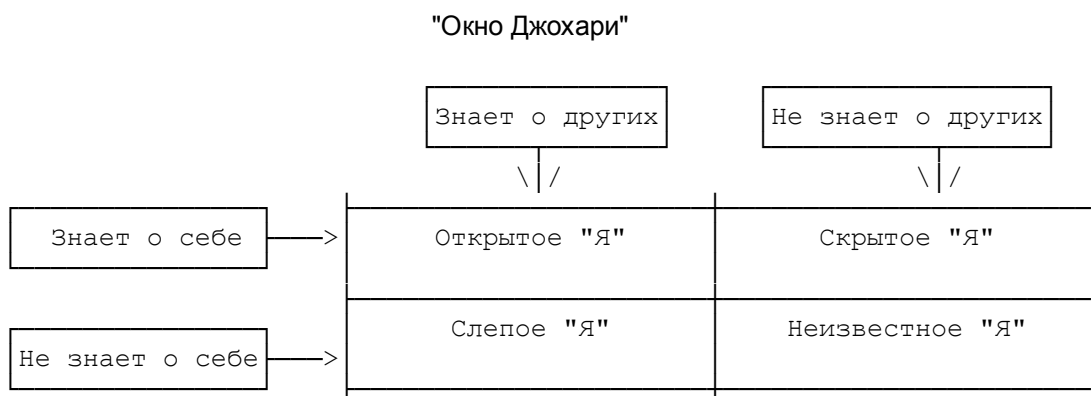 "Окно Джохари"
Знает о других Не знает о других
Знает о себе Открытое "Я" Скрытое "Я"
Слепое "Я" Неизвестное "Я"
Не знает о себе